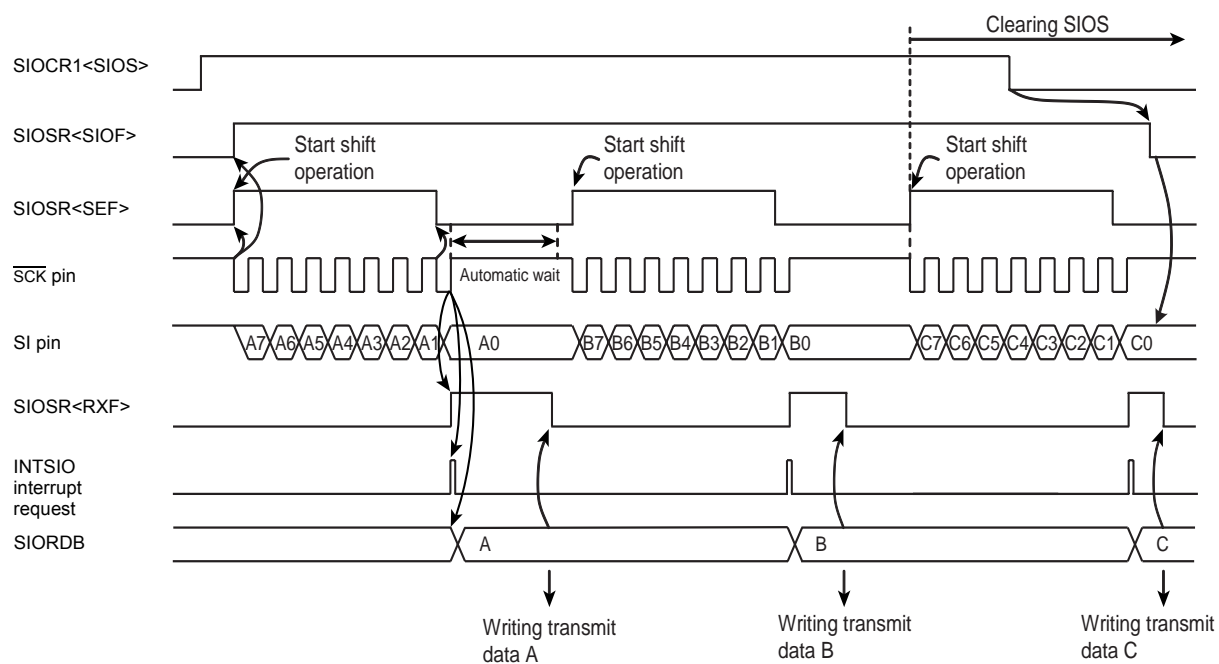 Clearing SIOS
SIOCR1<SIOS>
SIOSR<SIOF>
Start shift
operation
Start shift
operation
Start shift
operation
SIOSR<SEF>
SCK pin
Automatic wait
SI pin
A7 A6 A5 A4 A3 A2 A1 A0 B7 B6 B5 B4 B3 B2 B1 B0 C7 C6 C5 C4 C3 C2 C1 C0
SIOSR<RXF>
INTSIO
interrupt
request
SIORDB
A B C
Writing transmit
data A
Writing transmit
data B
Writing transmit
data C